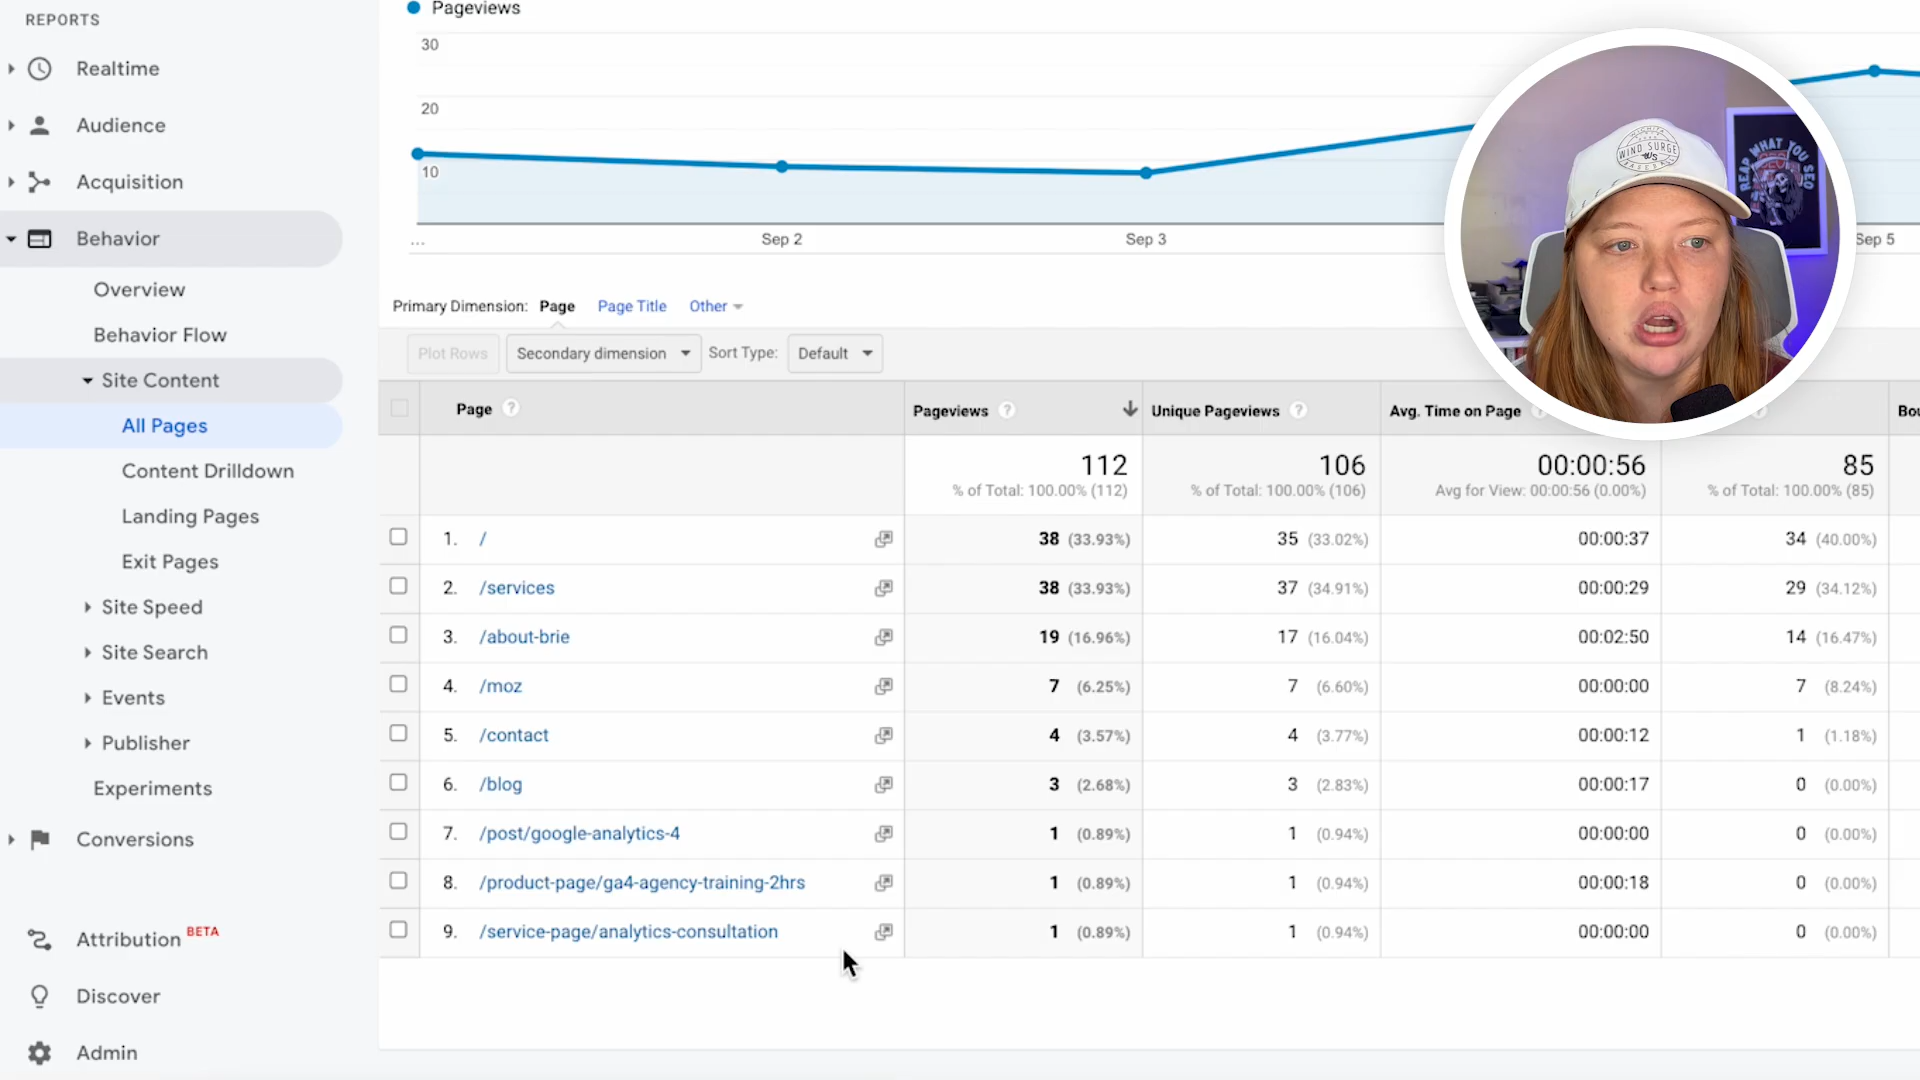 REPORTS
Realtime
Audience
Acquisition
Behavior
Overview
Behavior Flow
Site Content
All Pages
Content Drilldown
Landing Pages
Exit Pages
Site Speed
Site Search
Events
Publisher
Experiments
Conversions
Attribution BETA
Discover
Admin
Pageviews
30
20
10
... Sep 2 Sep 3 Sep 5
WICHITA
WIND SURGE
WS
BASEBALL
REAP WHAT YOU SEO
Primary Dimension: Page Page Title Other
Plot Rows Secondary dimension Sort Type: Default
Page ? Pageviews ? Unique Pageviews ? Avg. Time on Page ? ? Bou
112 106 00:00:56 85
% of Total: 100.00% (112) % of Total: 100.00% (106) Avg for View: 00:00:56 (0.00%) % of Total: 100.00% (85)
1. / 38 (33.93%) 35 (33.02%) 00:00:37 34 (40.00%)
2. /services 38 (33.93%) 37 (34.91%) 00:00:29 29 (34.12%)
3. /about-brie 19 (16.96%) 17 (16.04%) 00:02:50 14 (16.47%)
4. /moz 7 (6.25%) 7 (6.60%) 00:00:00 7 (8.24%)
5. /contact 4 (3.57%) 4 (3.77%) 00:00:12 1 (1.18%)
6. /blog 3 (2.68%) 3 (2.83%) 00:00:17 0 (0.00%)
7. /post/google-analytics-4 1 (0.89%) 1 (0.94%) 00:00:00 0 (0.00%)
8. /product-page/ga4-agency-training-2hrs 1 (0.89%) 1 (0.94%) 00:00:18 0 (0.00%)
9. /service-page/analytics-consultation 1 (0.89%) 1 (0.94%) 00:00:00 0 (0.00%)